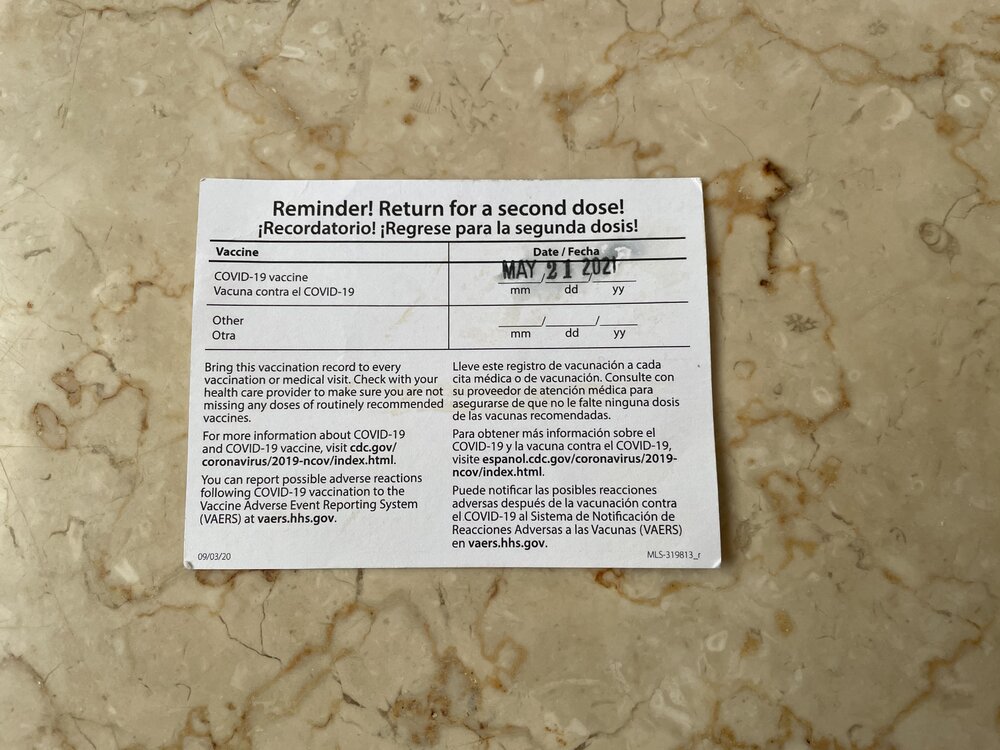 Reminder! Return for a second dose!
¡Recordatorio! ¡Regrese para la segunda dosis!
Vaccine
Date / Fecha
COVID-19 vaccine
Vacuna contra el COVID-19
MAY 21 2021
mm dd yy
Other
Otra
mm dd yy
Bring this vaccination record to every
vaccination or medical visit. Check with your
health care provider to make sure you are not
missing any doses of routinely recommended
vaccines.
For more information about COVID-19
and COVID-19 vaccine, visit cdc.gov/
coronavirus/2019-ncov/index.html.
You can report possible adverse reactions
following COVID-19 vaccination to the
Vaccine Adverse Event Reporting System
(VAERS) at vaers.hhs.gov.
09/03/20
Lleve este registro de vacunación a cada
cita médica o de vacunación. Consulte con
su proveedor de atención médica para
asegurarse de que no le falte ninguna dosis
de las vacunas recomendadas.
Para obtener más información sobre el
COVID-19 y la vacuna contra el COVID-19,
visite espanol.cdc.gov/coronavirus/2019-
ncov/index.html.
Puede notificar las posibles reacciones
adversas después de la vacunación contra
el COVID-19 al Sistema de Notificación de
Reacciones Adversas a las Vacunas (VAERS)
en vaers.hhs.gov.
MLS-319813_r